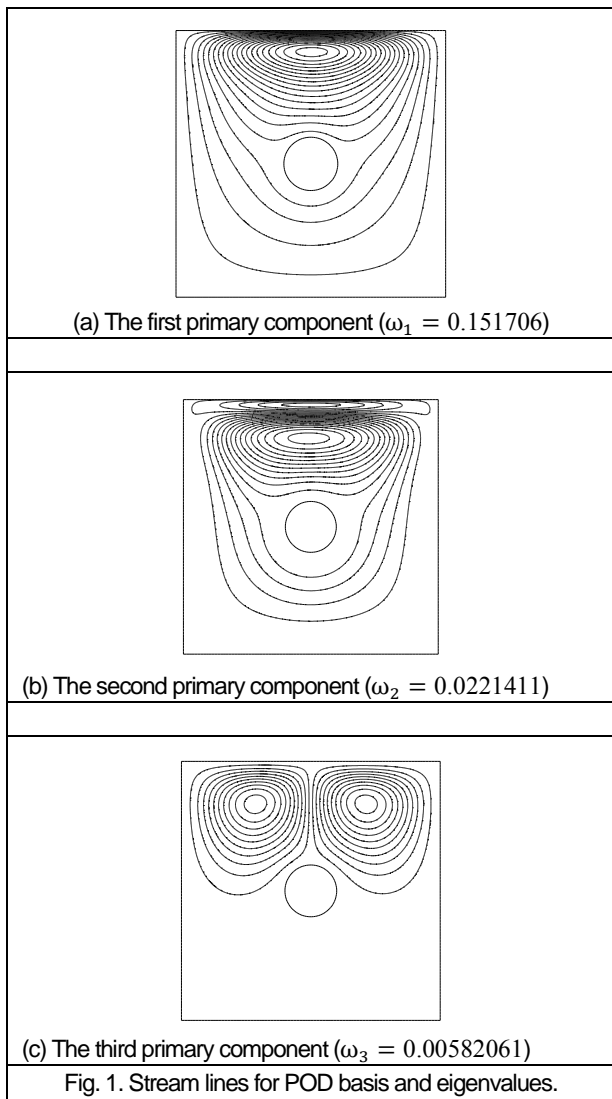 (a) The first primary component (ω₁ = 0.151706)
(b) The second primary component (ω₂ = 0.0221411)
(c) The third primary component (ω₃ = 0.00582061)
Fig. 1. Stream lines for POD basis and eigenvalues.